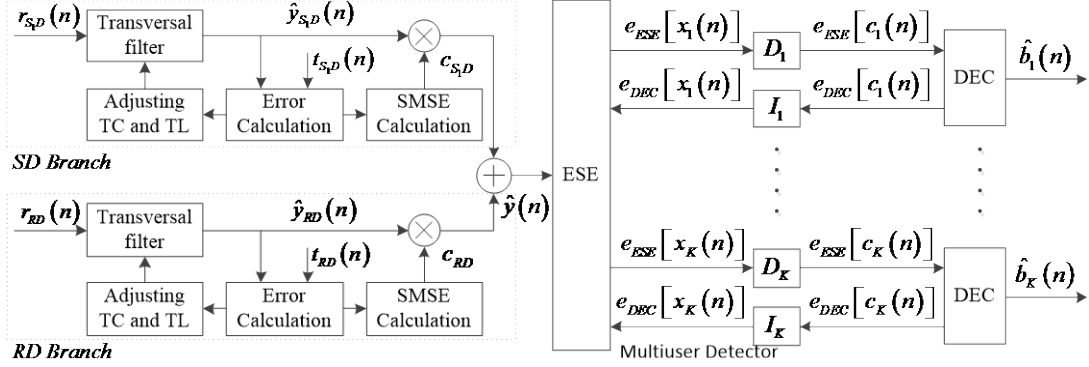 r_{S_1D}(n)
Transversal filter
ŷ_{S_1D}(n)
t_{S_1D}(n)
c_{S_1D}
Adjusting TC and TL
Error Calculation
SMSE Calculation
SD Branch
r_{RD}(n)
Transversal filter
ŷ_{RD}(n)
t_{RD}(n)
c_{RD}
Adjusting TC and TL
Error Calculation
SMSE Calculation
RD Branch
ŷ(n)
ESE
e_{ESE}[x_1(n)]
D_1
e_{ESE}[c_1(n)]
e_{DEC}[x_1(n)]
I_1
e_{DEC}[c_1(n)]
DEC
b̂_1(n)
e_{ESE}[x_K(n)]
D_K
e_{ESE}[c_K(n)]
e_{DEC}[x_K(n)]
I_K
e_{DEC}[c_K(n)]
DEC
b̂_K(n)
Multiuser Detector